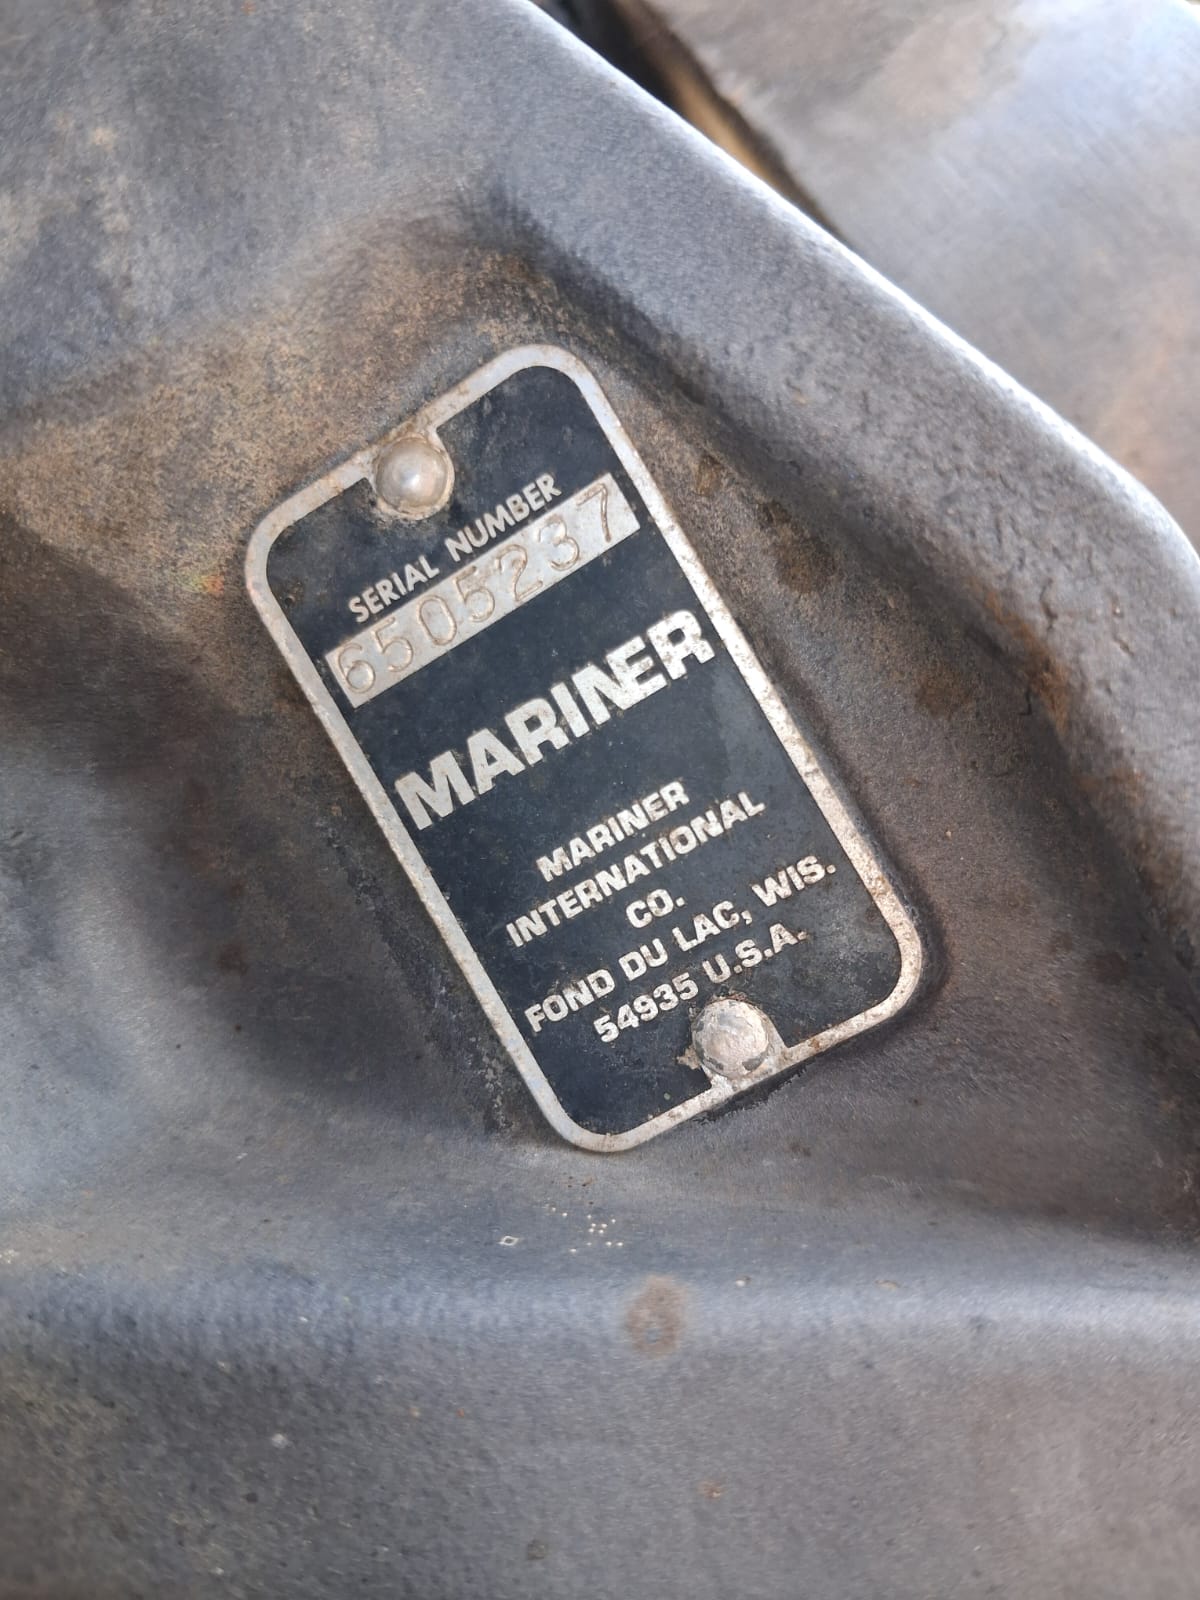 SERIAL NUMBER
6505237
MARINER
MARINER
INTERNATIONAL
CO.
FOND DU LAC, WIS.
54935 U.S.A.